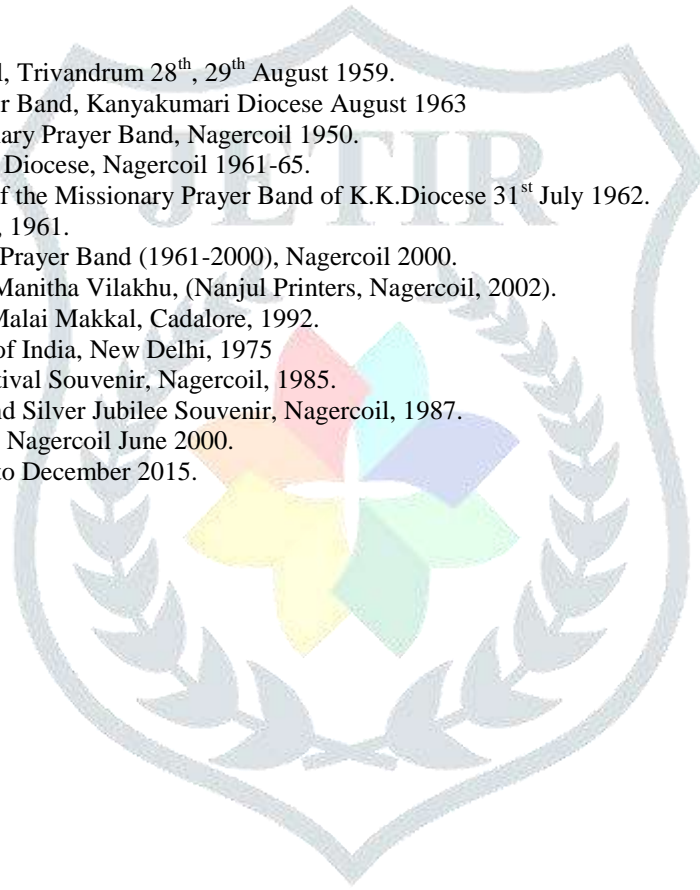 l, Trivandrum 28th, 29th August 1959.
r Band, Kanyakumari Diocese August 1963
ary Prayer Band, Nagercoil 1950.
Diocese, Nagercoil 1961-65.
f the Missionary Prayer Band of K.K.Diocese 31st July 1962.
, 1961.
Prayer Band (1961-2000), Nagercoil 2000.
Manitha Vilakhu, (Nanjul Printers, Nagercoil, 2002).
Malai Makkal, Cadalore, 1992.
of India, New Delhi, 1975
tival Souvenir, Nagercoil, 1985.
nd Silver Jubilee Souvenir, Nagercoil, 1987.
Nagercoil June 2000.
to December 2015.
JETIR